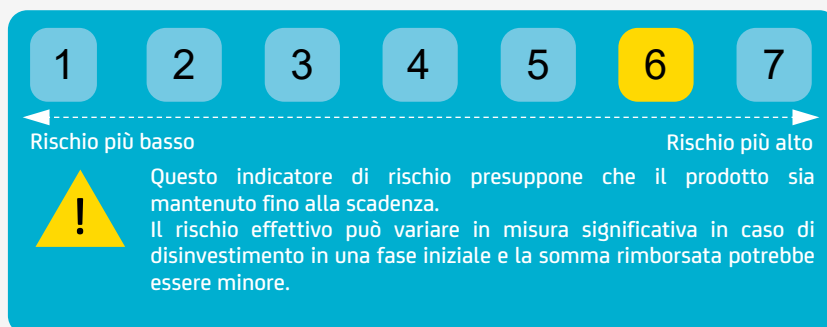 1 2 3 4 5 6 7
Rischio più basso Rischio più alto
!
Questo indicatore di rischio presuppone che il prodotto sia
mantenuto fino alla scadenza.
Il rischio effettivo può variare in misura significativa in caso di
disinvestimento in una fase iniziale e la somma rimborsata potrebbe
essere minore.